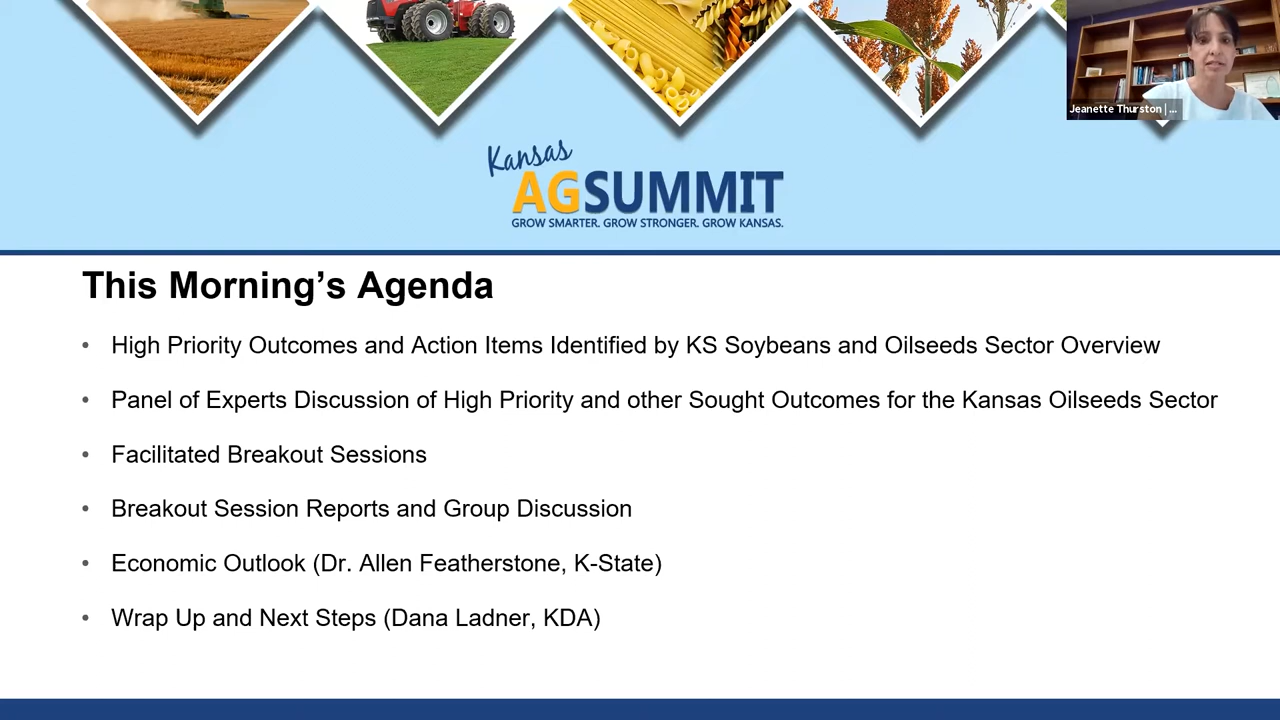 Jeanette Thurston | ...
Kansas
AGSUMMIT
GROW SMARTER. GROW STRONGER. GROW KANSAS.
This Morning’s Agenda
• High Priority Outcomes and Action Items Identified by KS Soybeans and Oilseeds Sector Overview
• Panel of Experts Discussion of High Priority and other Sought Outcomes for the Kansas Oilseeds Sector
• Facilitated Breakout Sessions
• Breakout Session Reports and Group Discussion
• Economic Outlook (Dr. Allen Featherstone, K-State)
• Wrap Up and Next Steps (Dana Ladner, KDA)